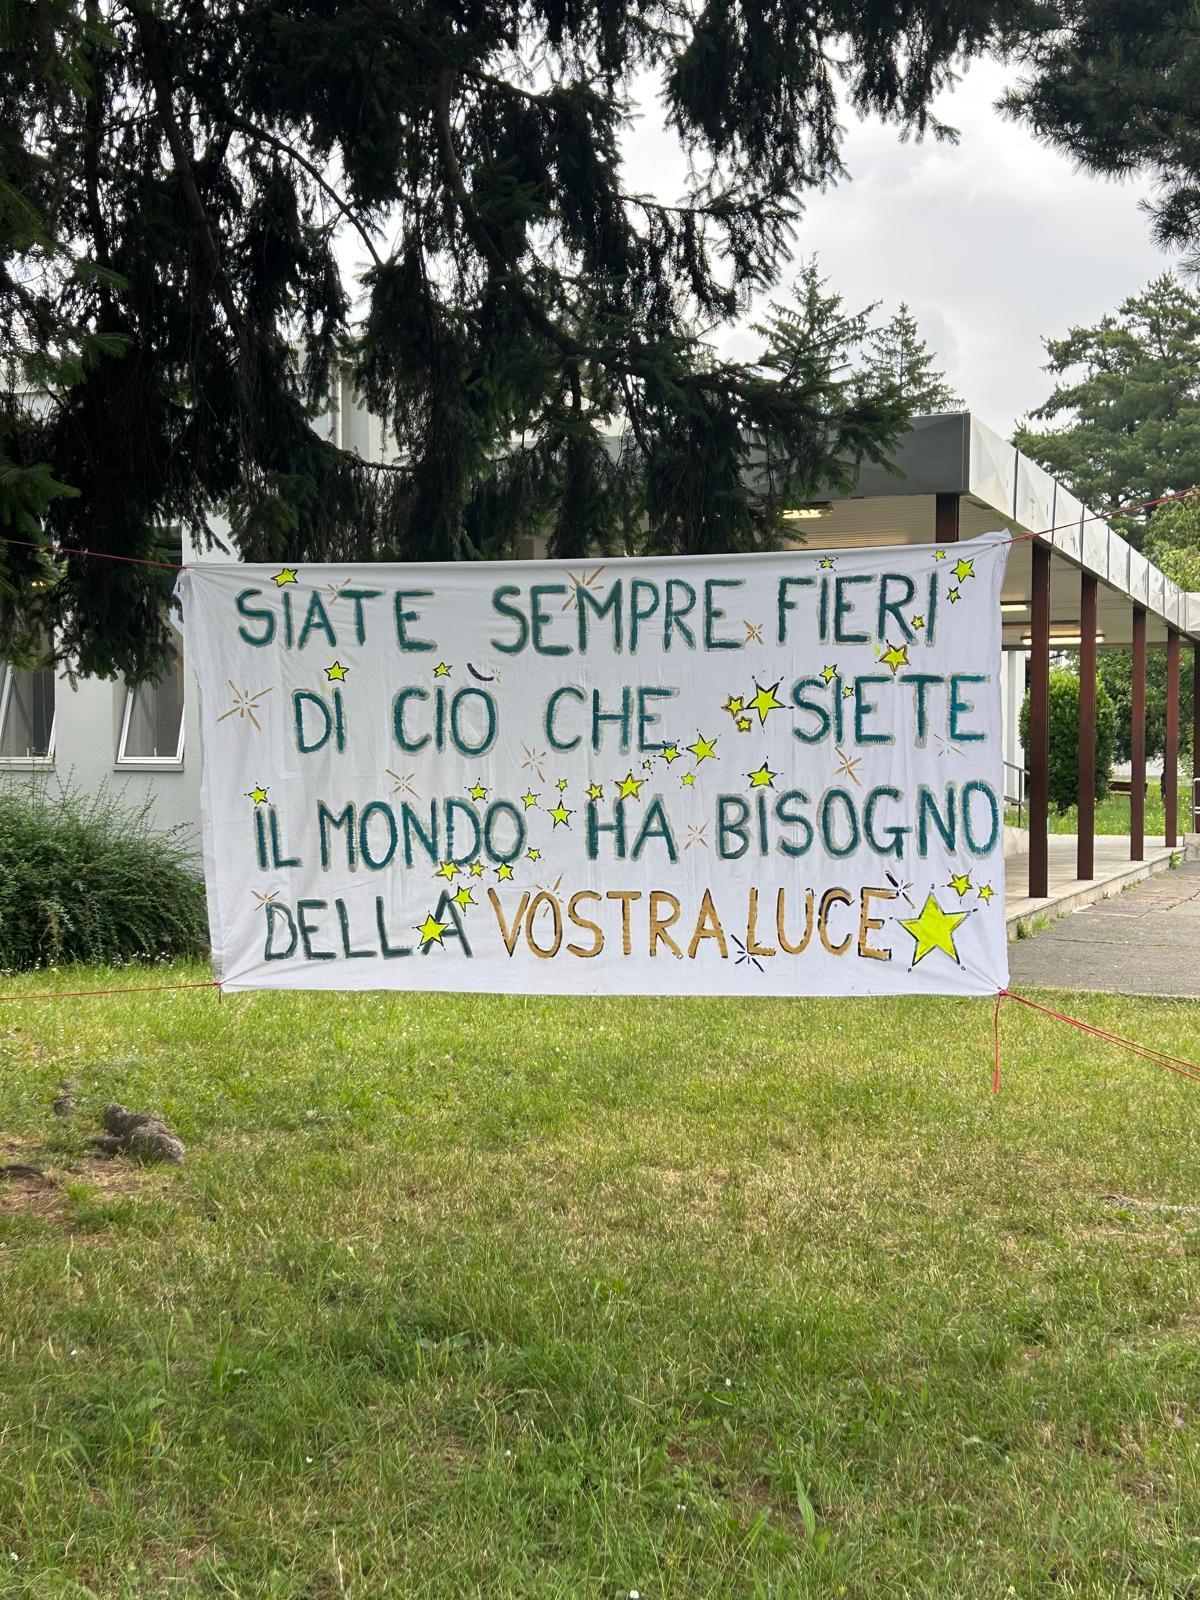 SIATE SEMPRE FIERI
DI CIÒ CHE SIETE
IL MONDO HA BISOGNO
DELLA VOSTRA LUCE